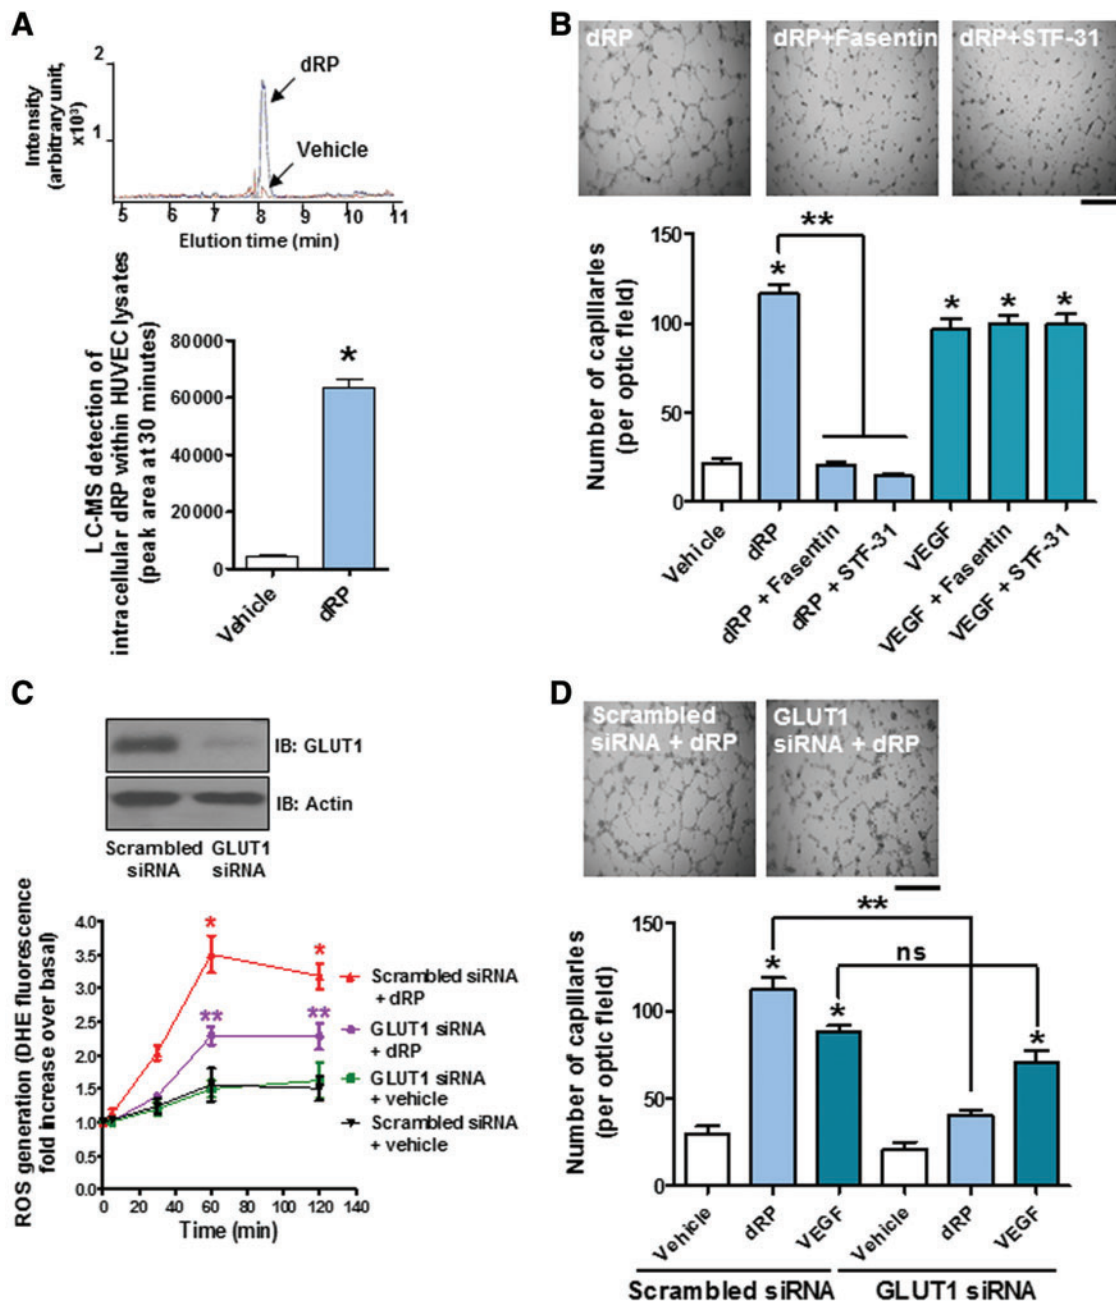 A
Intensity
(arbitrary unit,
x10³)
2
1
dRP
Vehicle
5 6 7 8 9 10 11
Elution time (min)
LC-MS detection of
intracellular dRP within HUVEC lysates
(peak area at 30 minutes)
80000
60000
40000
20000
0
*
Vehicle
dRP
B
dRP
dRP+Fasentin
dRP+STF-31
Number of capillaries
(per optic field)
150
100
50
0
**
*
* * *
Vehicle
dRP
dRP + Fasentin
dRP + STF-31
VEGF
VEGF + Fasentin
VEGF + STF-31
C
IB: GLUT1
IB: Actin
Scrambled
siRNA
GLUT1
siRNA
ROS generation (DHE fluorescence
fold increase over basal)
4.0
3.5
3.0
2.5
2.0
1.5
1.0
0.5
0.0
* *
** **
0 20 40 60 80 100 120 140
Time (min)
Scrambled siRNA
+ dRP
GLUT1 siRNA
+ dRP
GLUT1 siRNA
+ vehicle
Scrambled siRNA
+ vehicle
D
Scrambled
siRNA + dRP
GLUT1
siRNA + dRP
Number of capillaries
(per optic field)
150
100
50
0
**
ns
*
*
*
Vehicle
dRP
VEGF
Vehicle
dRP
VEGF
Scrambled siRNA
GLUT1 siRNA